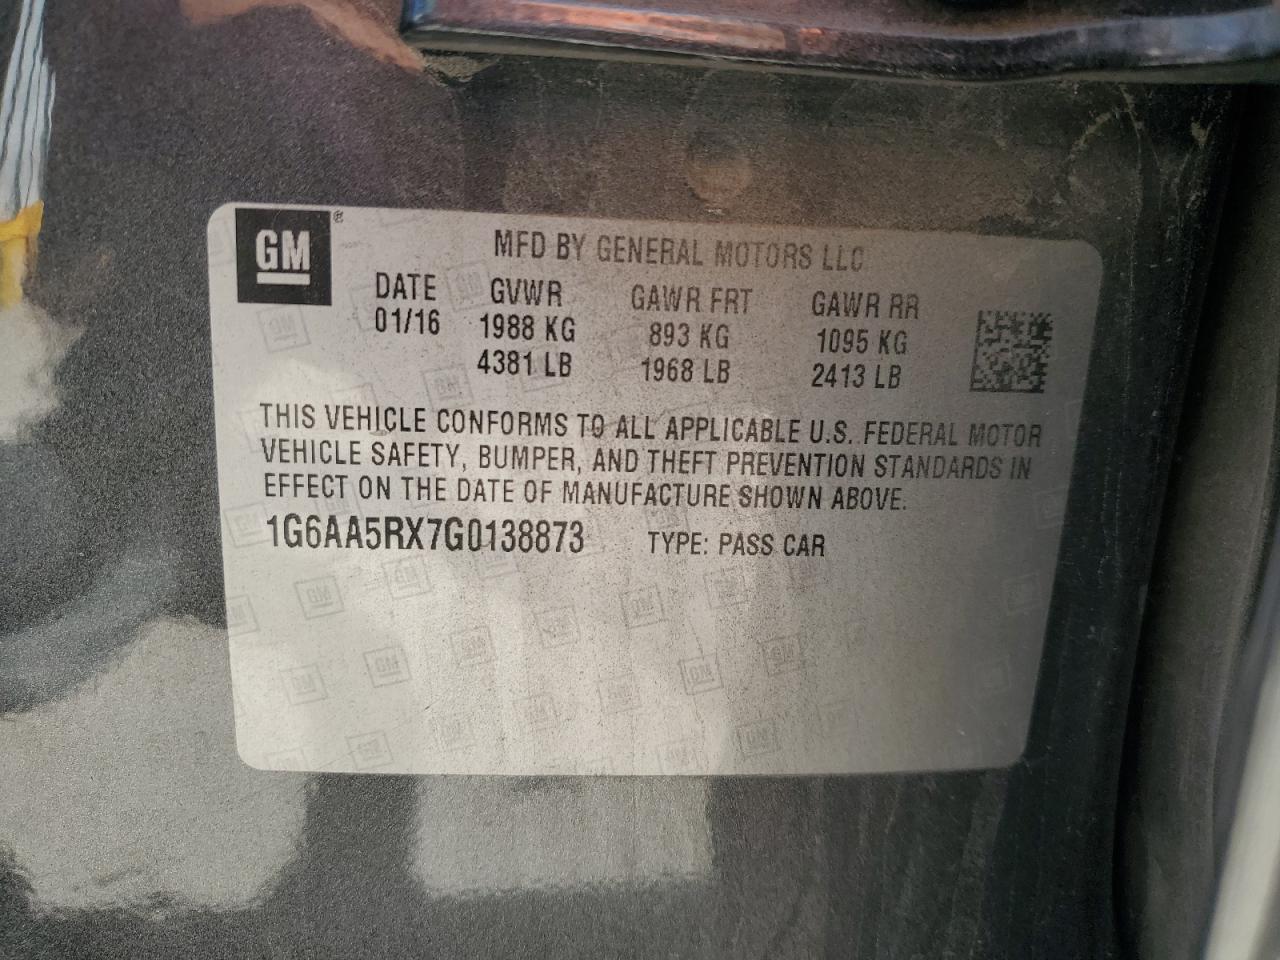 GM ®
MFD BY GENERAL MOTORS LLC
DATE GVWR GAWR FRT GAWR RR
01/16 1988 KG 893 KG 1095 KG
4381 LB 1968 LB 2413 LB
THIS VEHICLE CONFORMS TO ALL APPLICABLE U.S. FEDERAL MOTOR
VEHICLE SAFETY, BUMPER, AND THEFT PREVENTION STANDARDS IN
EFFECT ON THE DATE OF MANUFACTURE SHOWN ABOVE.
1G6AA5RX7G0138873 TYPE: PASS CAR